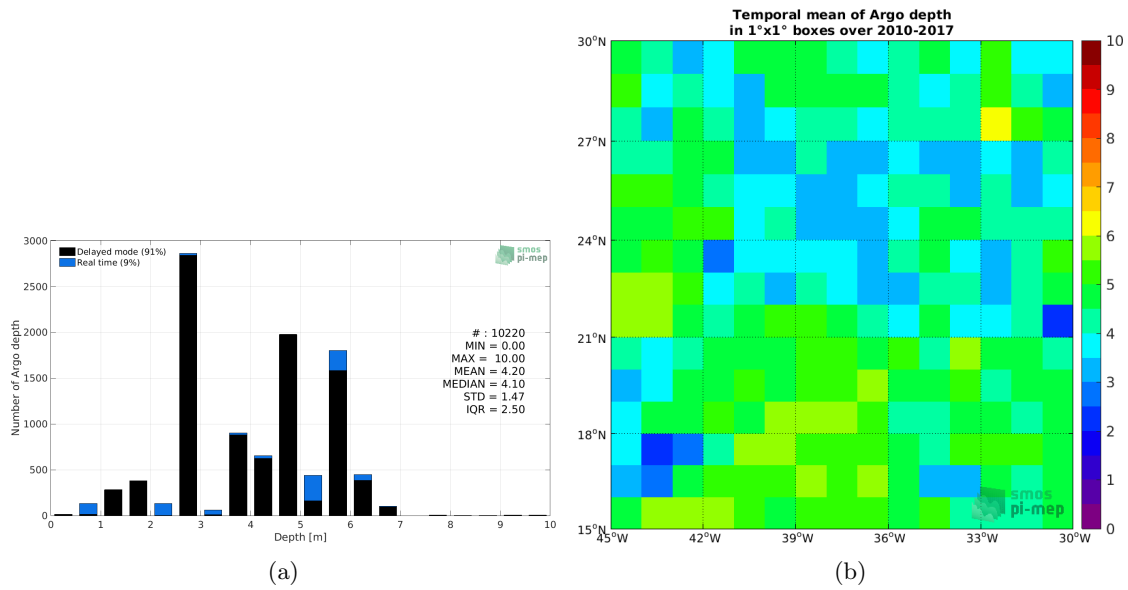 Temporal mean of Argo depth
in 1°x1° boxes over 2010-2017
3000
2500
2000
1500
1000
500
0
Number of Argo depth
Delayed mode (91%)
Real time (9%)
smos
pi-mep
# : 10220
MIN = 0.00
MAX = 10.00
MEAN = 4.20
MEDIAN = 4.10
STD = 1.47
IQR = 2.50
0 1 2 3 4 5 6 7 8 9 10
Depth [m]
(a)
30°N
27°N
24°N
21°N
18°N
15°N
45°W 42°W 39°W 36°W 33°W 30°W
smos
pi-mep
10
9
8
7
6
5
4
3
2
1
0
(b)